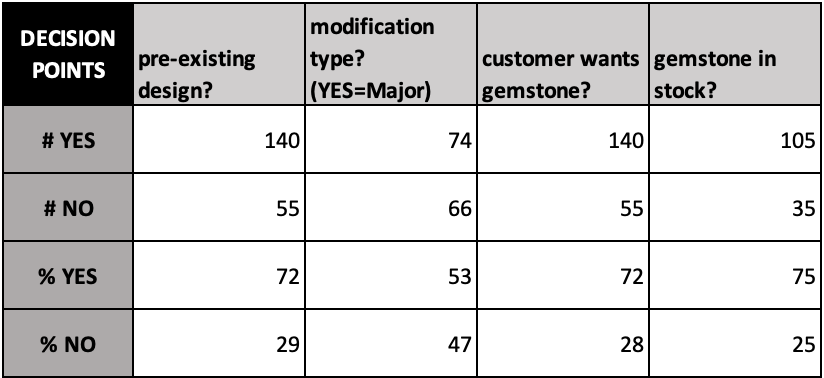 DECISION POINTS pre-existing design? modification type? (YES=Major) customer wants gemstone? gemstone in stock?
# YES 140 74 140 105
# NO 55 66 55 35
% YES 72 53 72 75
% NO 29 47 28 25